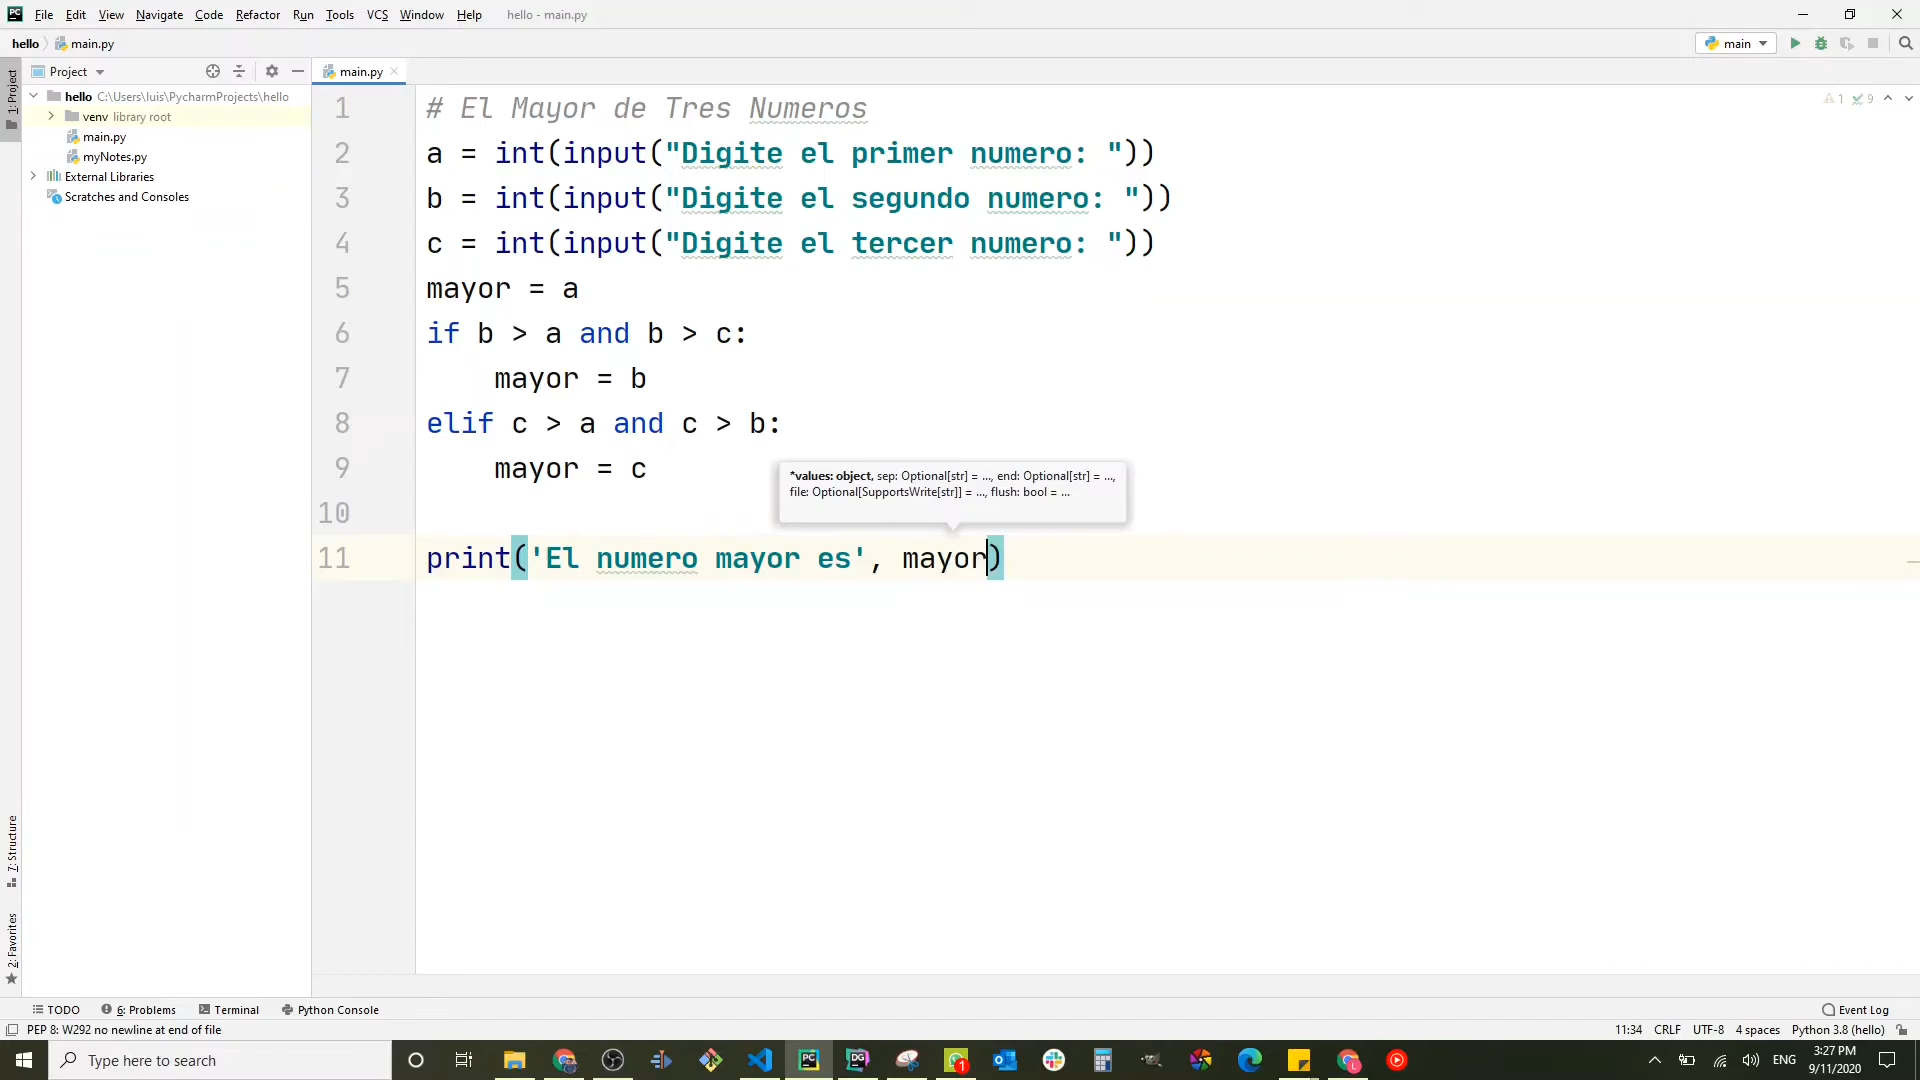 File Edit View Navigate Code Refactor Run Tools VCS Window Help hello - main.py
hello main.py main
1: Project
Project main.py
hello C:\Users\luis\PycharmProjects\hello
venv library root
main.py
myNotes.py
External Libraries
Scratches and Consoles
1 9
1 # El Mayor de Tres Numeros
2 a = int(input("Digite el primer numero: "))
3 b = int(input("Digite el segundo numero: "))
4 c = int(input("Digite el tercer numero: "))
5 mayor = a
6 if b > a and b > c:
7 mayor = b
8 elif c > a and c > b:
9 mayor = c
*values: object, sep: Optional[str] = ..., end: Optional[str] = ...,
file: Optional[SupportsWrite[str]] = ..., flush: bool = ...
10
11 print('El numero mayor es', mayor)
7: Structure
2: Favorites
TODO 6: Problems Terminal Python Console Event Log
PEP 8: W292 no newline at end of file 11:34 CRLF UTF-8 4 spaces Python 3.8 (hello)
Type here to search PC DG 1 L ENG 3:27 PM
9/11/2020